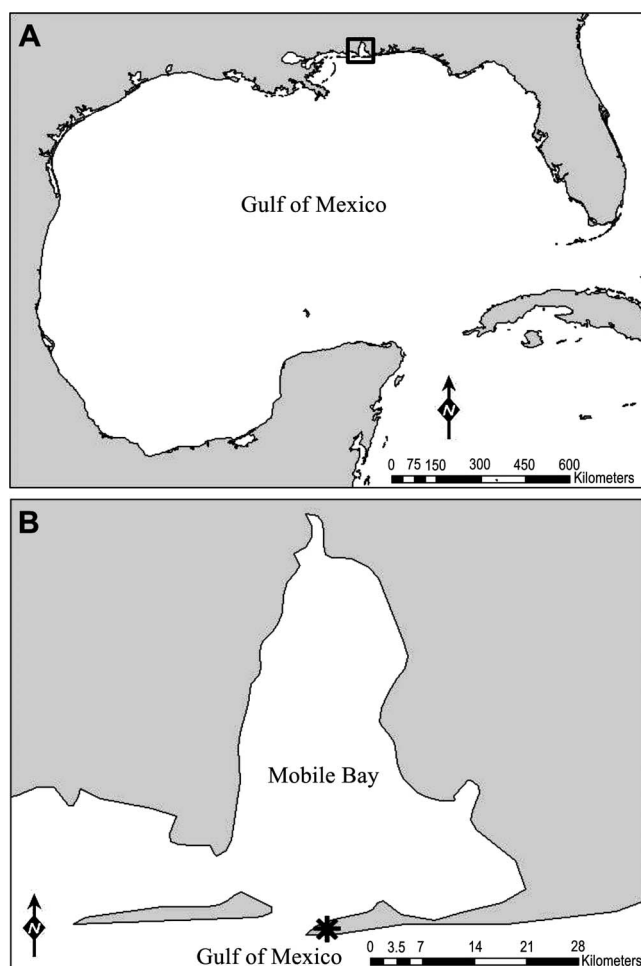 A
Gulf of Mexico
N
0 75 150 300 450 600
Kilometers
B
Mobile Bay
N
Gulf of Mexico
0 3.5 7 14 21 28
Kilometers